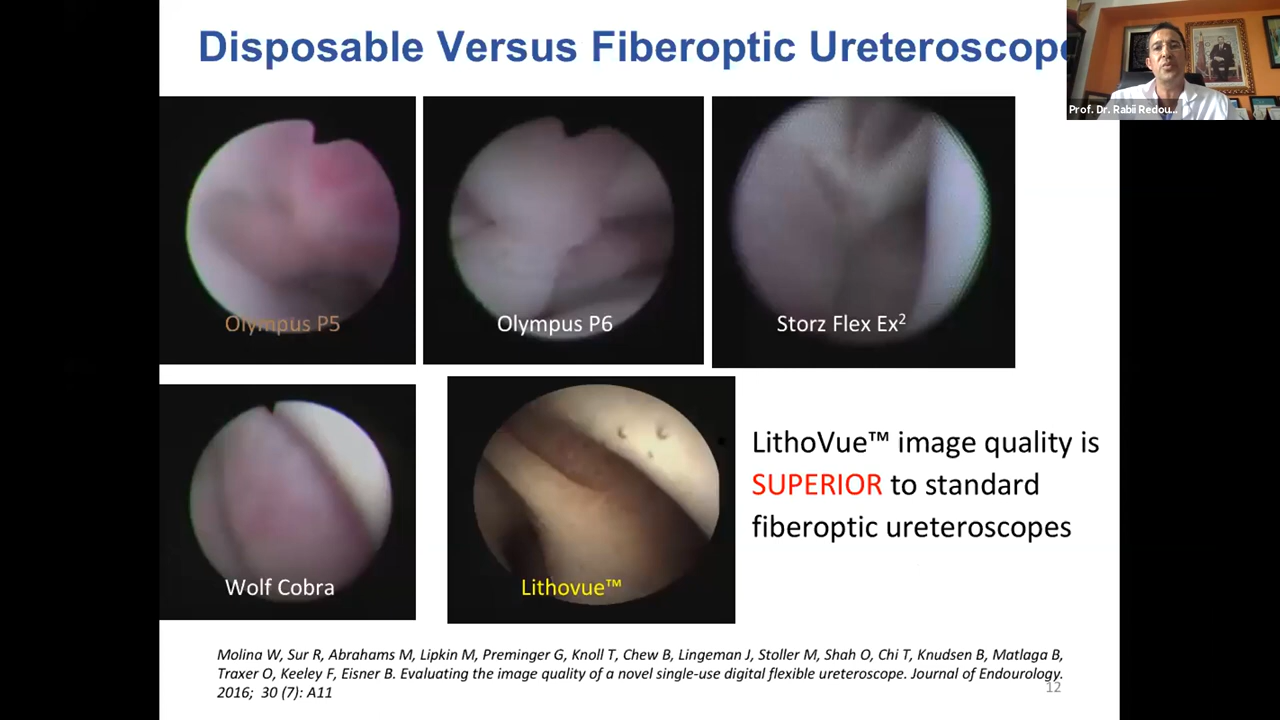 Disposable Versus Fiberoptic Ureteroscope
Prof. Dr. Rabii Redou...
Olympus P5
Olympus P6
Storz Flex Ex²
Wolf Cobra
Lithovue™
LithoVue™ image quality is
SUPERIOR to standard
fiberoptic ureteroscopes
Molina W, Sur R, Abrahams M, Lipkin M, Preminger G, Knoll T, Chew B, Lingeman J, Stoller M, Shah O, Chi T, Knudsen B, Matlaga B,
Traxer O, Keeley F, Eisner B. Evaluating the image quality of a novel single-use digital flexible ureteroscope. Journal of Endourology.
2016; 30 (7): A11
12